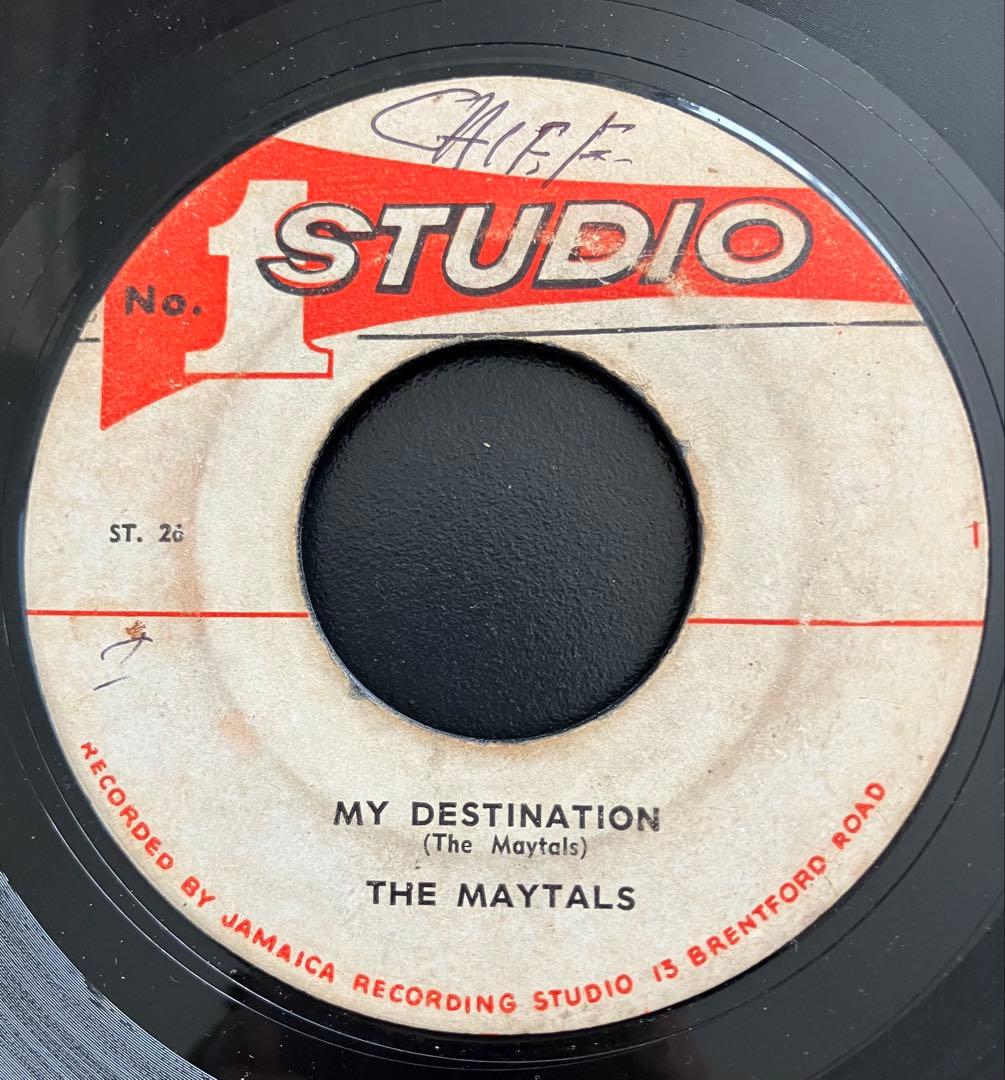 CHIEF
No. 1 STUDIO
ST. 26
1
MY DESTINATION
(The Maytals)
THE MAYTALS
RECORDED BY JAMAICA RECORDING STUDIO 13 BRENTFORD ROAD